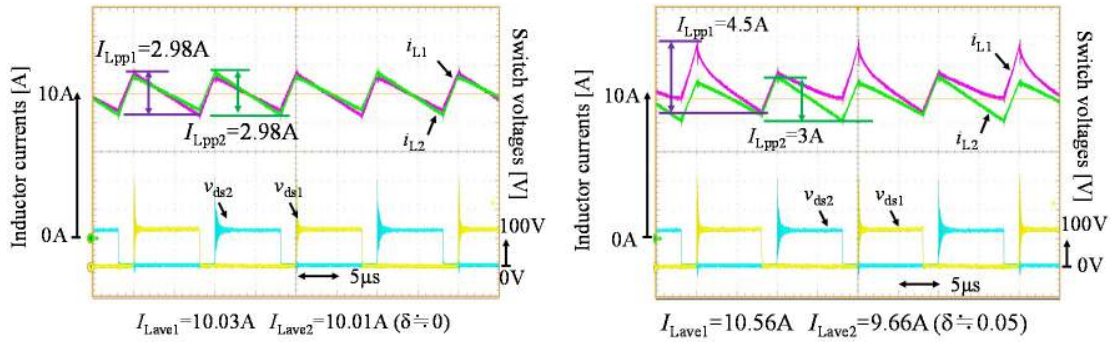 Inductor currents [A]
10A
0A
I_Lpp1=2.98A
I_Lpp2=2.98A
i_L1
i_L2
v_ds2
v_ds1
5μs
Switch voltages [V]
100V
0V
I_Lave1=10.03A I_Lave2=10.01A (δ≒0)
Inductor currents [A]
10A
0A
I_Lpp1=4.5A
I_Lpp2=3A
i_L1
i_L2
v_ds2
v_ds1
5μs
Switch voltages [V]
100V
0V
I_Lave1=10.56A I_Lave2=9.66A (δ≒0.05)